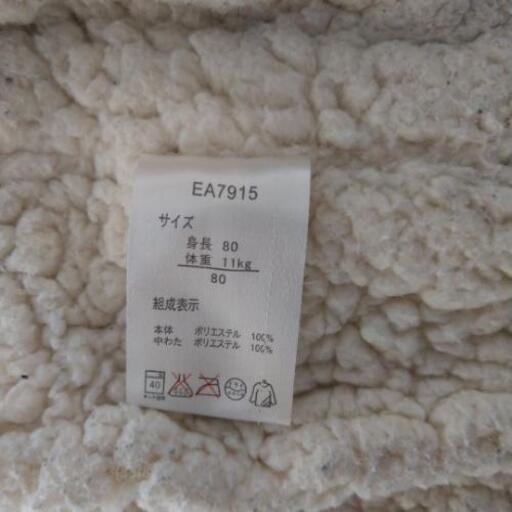 EA7915
サイズ
身長 80
体重 11kg
80
組成表示
本体 ポリエステル 100%
中わた ポリエステル 100%
40